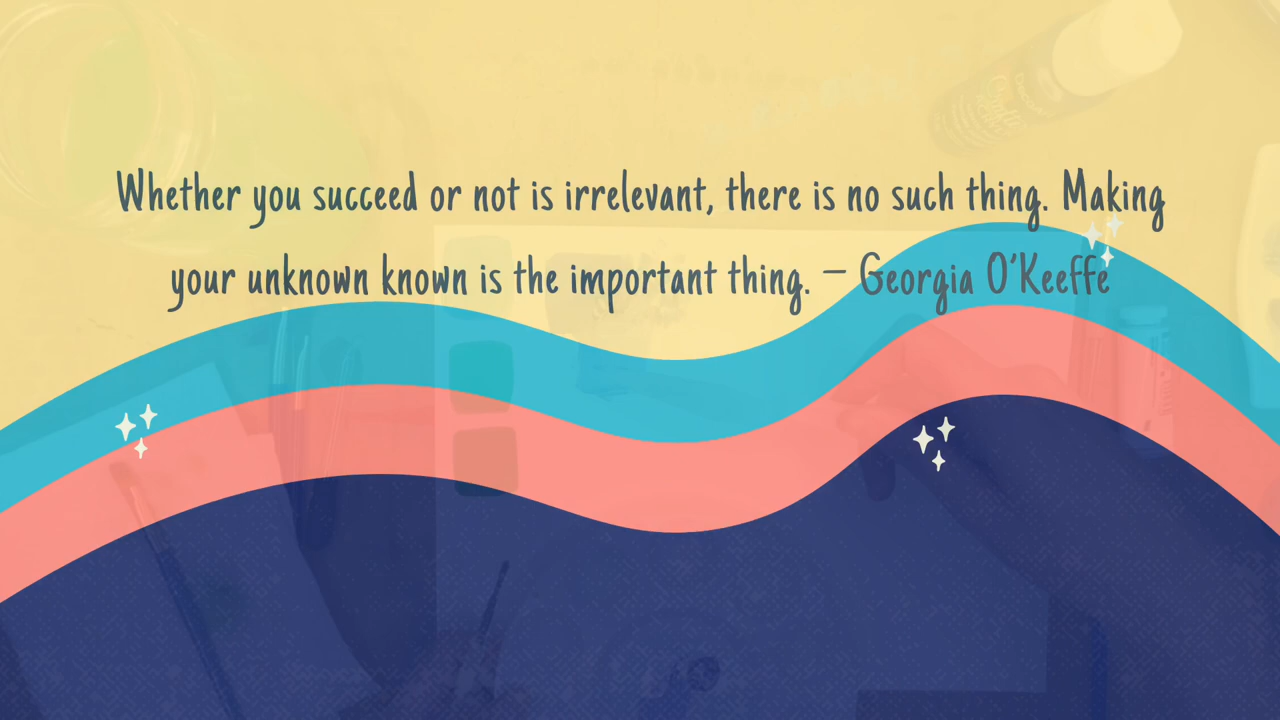 Whether you succeed or not is irrelevant, there is no such thing. Making
your unknown known is the important thing. – Georgia O'Keeffe